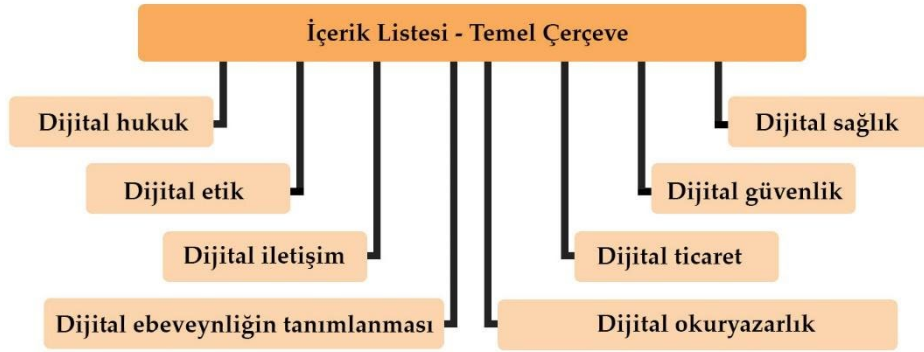 İçerik Listesi - Temel Çerçeve
Dijital hukuk
Dijital sağlık
Dijital etik
Dijital güvenlik
Dijital iletişim
Dijital ticaret
Dijital ebeveynliğin tanımlanması
Dijital okuryazarlık